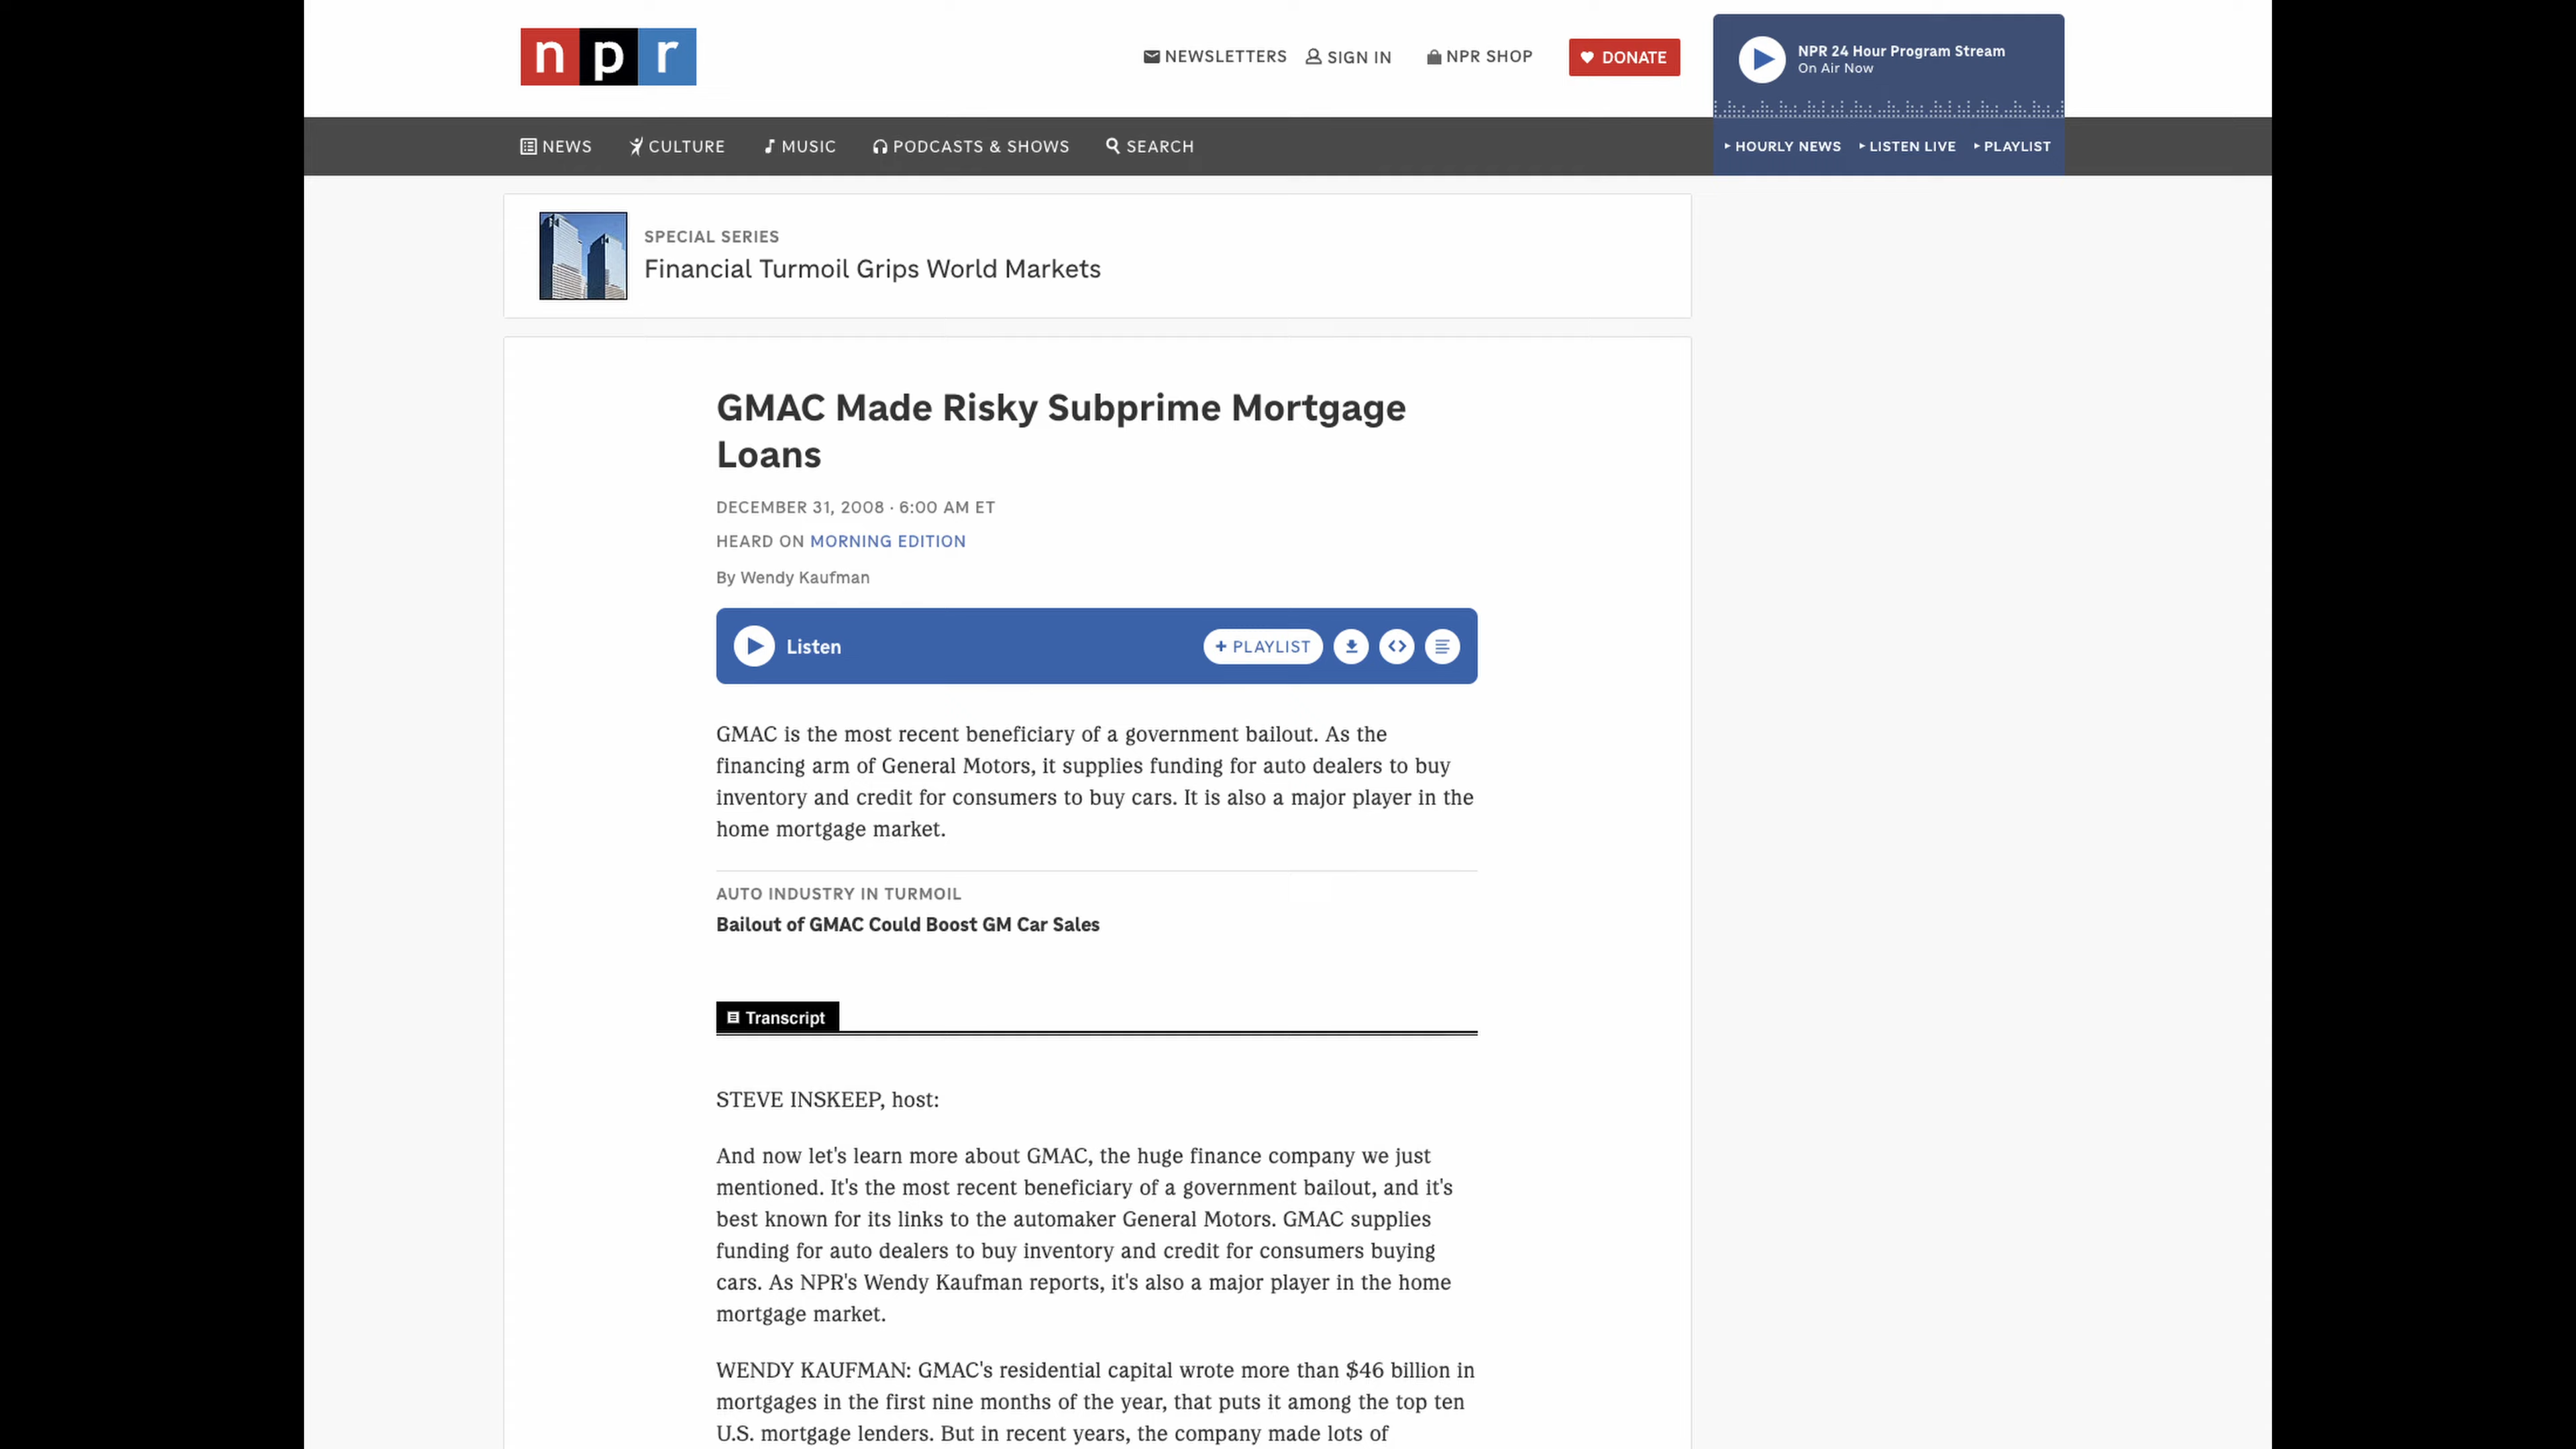 npr
NEWSLETTERS SIGN IN NPR SHOP DONATE
NPR 24 Hour Program Stream
On Air Now
NEWS CULTURE MUSIC PODCASTS & SHOWS SEARCH
HOURLY NEWS LISTEN LIVE PLAYLIST
SPECIAL SERIES
Financial Turmoil Grips World Markets
GMAC Made Risky Subprime Mortgage
Loans
DECEMBER 31, 2008 · 6:00 AM ET
HEARD ON MORNING EDITION
By Wendy Kaufman
Listen + PLAYLIST
GMAC is the most recent beneficiary of a government bailout. As the
financing arm of General Motors, it supplies funding for auto dealers to buy
inventory and credit for consumers to buy cars. It is also a major player in the
home mortgage market.
AUTO INDUSTRY IN TURMOIL
Bailout of GMAC Could Boost GM Car Sales
Transcript
STEVE INSKEEP, host:
And now let's learn more about GMAC, the huge finance company we just
mentioned. It's the most recent beneficiary of a government bailout, and it's
best known for its links to the automaker General Motors. GMAC supplies
funding for auto dealers to buy inventory and credit for consumers buying
cars. As NPR's Wendy Kaufman reports, it's also a major player in the home
mortgage market.
WENDY KAUFMAN: GMAC's residential capital wrote more than $46 billion in
mortgages in the first nine months of the year, that puts it among the top ten
U.S. mortgage lenders. But in recent years, the company made lots of